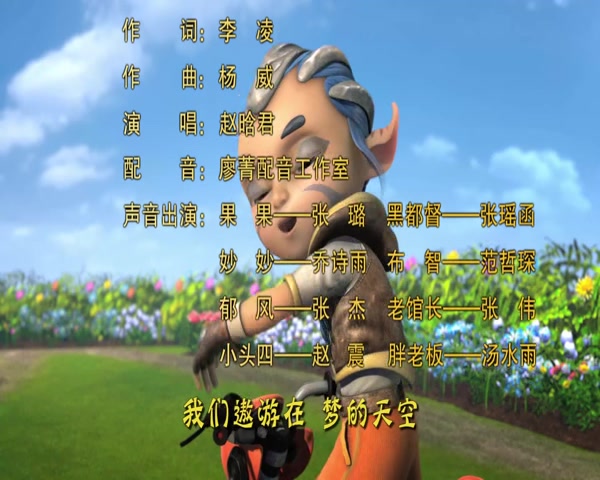 作 词：李 凌
作 曲：杨 威
演 唱：赵晗君
配 音：廖菁配音工作室
声音出演：果 果——张 璐 黑都督——张瑶函
妙 妙——乔诗雨 布 智——范哲琛
郁 风——张 杰 老馆长——张 伟
小头四——赵 震 胖老板——汤水雨
我们遨游在 梦的天空